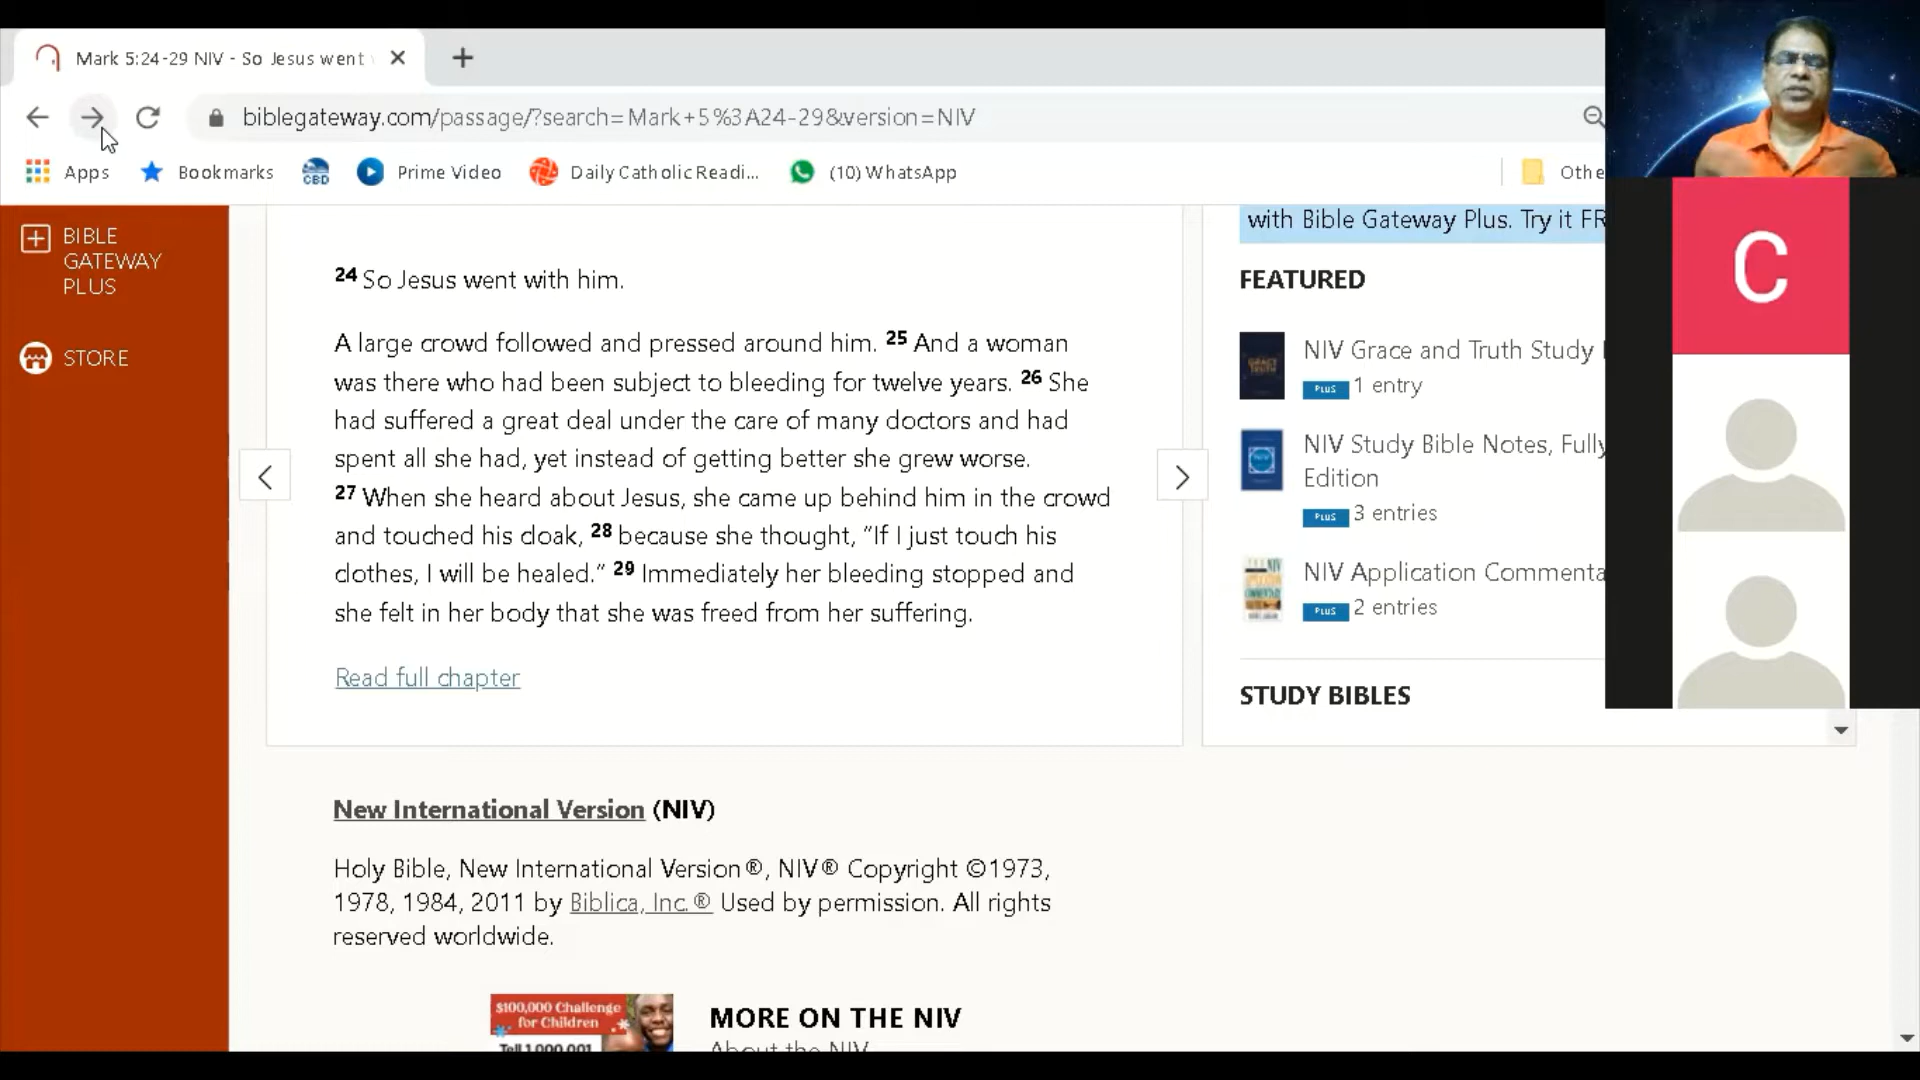 Mark 5:24-29 NIV - So Jesus went
biblegateway.com/passage/?search=Mark+5%3A24-29&version=NIV
Apps
Bookmarks
CBD
Prime Video
Daily Catholic Readi...
(10) WhatsApp
Othe
BIBLE
GATEWAY
PLUS
STORE
24 So Jesus went with him.
A large crowd followed and pressed around him. 25 And a woman
was there who had been subject to bleeding for twelve years. 26 She
had suffered a great deal under the care of many doctors and had
spent all she had, yet instead of getting better she grew worse.
27 When she heard about Jesus, she came up behind him in the crowd
and touched his cloak, 28 because she thought, “If I just touch his
clothes, I will be healed.” 29 Immediately her bleeding stopped and
she felt in her body that she was freed from her suffering.
Read full chapter
with Bible Gateway Plus. Try it FR
FEATURED
NIV Grace and Truth Study
PLUS 1 entry
NIV Study Bible Notes, Fully
Edition
PLUS 3 entries
NIV Application Commenta
PLUS 2 entries
STUDY BIBLES
C
New International Version (NIV)
Holy Bible, New International Version®, NIV® Copyright ©1973,
1978, 1984, 2011 by Biblica, Inc.® Used by permission. All rights
reserved worldwide.
$100,000 Challenge
for Children
Tell 1,000,001
MORE ON THE NIV
About the NIV